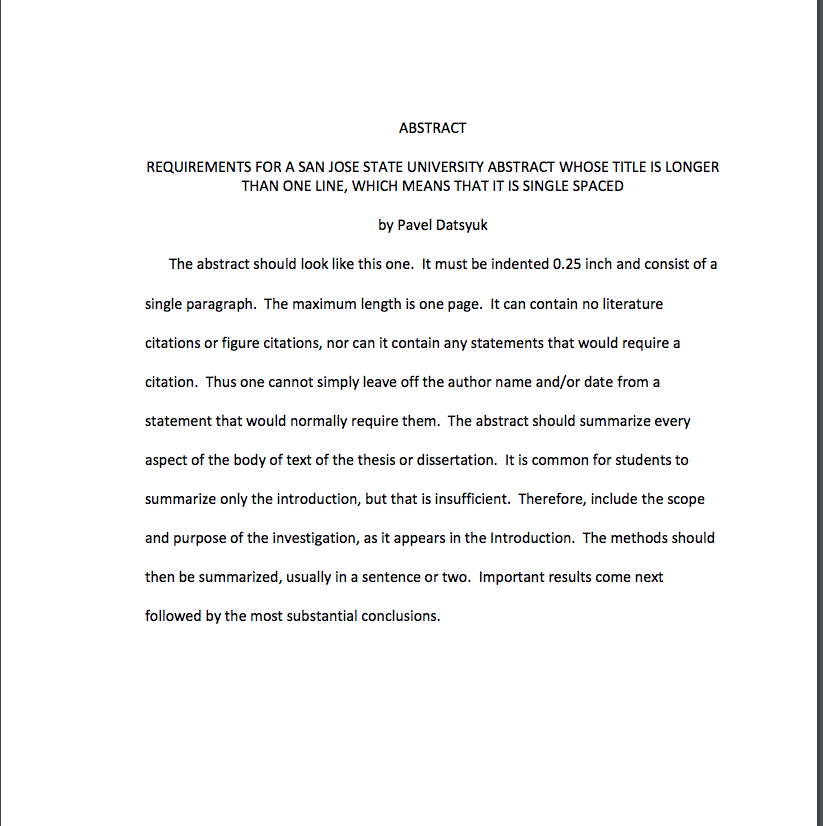 ABSTRACT
REQUIREMENTS FOR A SAN JOSE STATE UNIVERSITY ABSTRACT WHOSE TITLE IS LONGER
THAN ONE LINE, WHICH MEANS THAT IT IS SINGLE SPACED
by Pavel Datsyuk
The abstract should look like this one.  It must be indented 0.25 inch and consist of a
single paragraph.  The maximum length is one page.  It can contain no literature
citations or figure citations, nor can it contain any statements that would require a
citation.  Thus one cannot simply leave off the author name and/or date from a
statement that would normally require them.  The abstract should summarize every
aspect of the body of text of the thesis or dissertation.  It is common for students to
summarize only the introduction, but that is insufficient.  Therefore, include the scope
and purpose of the investigation, as it appears in the Introduction.  The methods should
then be summarized, usually in a sentence or two.  Important results come next
followed by the most substantial conclusions.